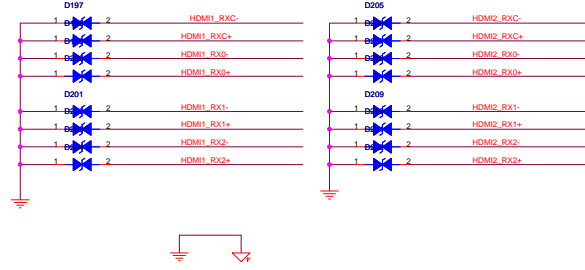 D197
1 2 HDMI1_RXC-
1 2 HDMI1_RXC+
1 2 HDMI1_RX0-
1 2 HDMI1_RX0+
D201
1 2 HDMI1_RX1-
1 2 HDMI1_RX1+
1 2 HDMI1_RX2-
1 2 HDMI1_RX2+
D205
1 2 HDMI2_RXC-
1 2 HDMI2_RXC+
1 2 HDMI2_RX0-
1 2 HDMI2_RX0+
D209
1 2 HDMI2_RX1-
1 2 HDMI2_RX1+
1 2 HDMI2_RX2-
1 2 HDMI2_RX2+